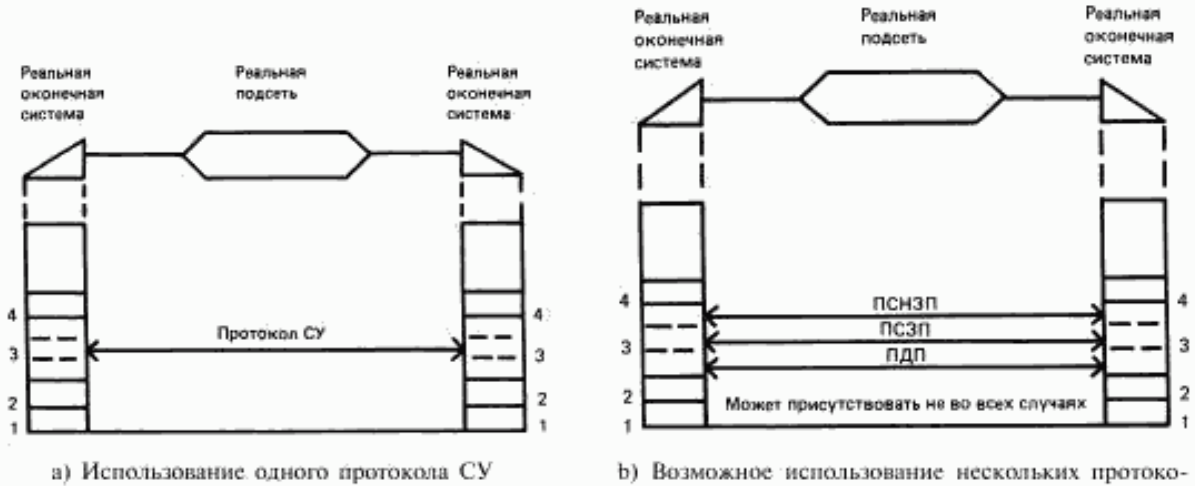 Реальная
оконечная
система
Реальная
подсеть
Реальная
оконечная
система
4
3
2
1
Протокол СУ
4
3
2
1
а) Использование одного протокола СУ
Реальная
оконечная
система
Реальная
подсеть
Реальная
оконечная
система
4
3
2
1
ПСНЗП
ПСЗП
ПДП
Может присутствовать не во всех случаях
4
3
2
1
b) Возможное использование нескольких протоко-